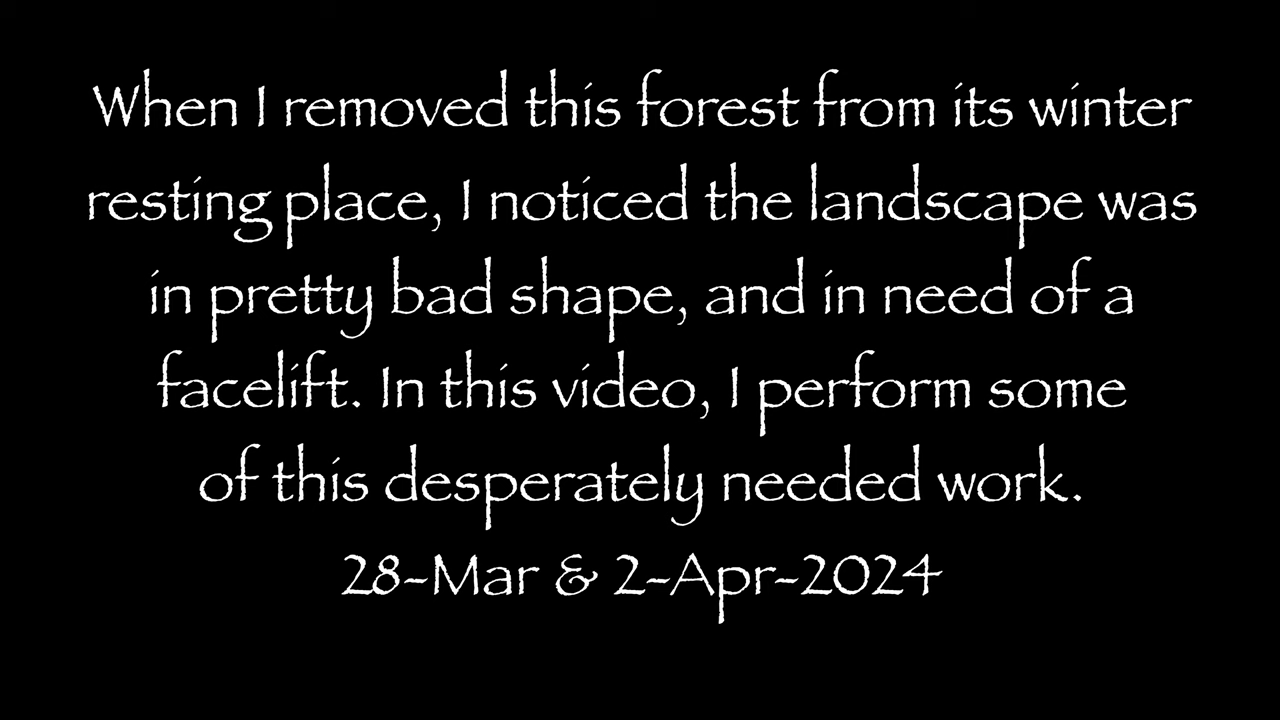 When I removed this forest from its winter
resting place, I noticed the landscape was
in pretty bad shape, and in need of a
facelift. In this video, I perform some
of this desperately needed work.
28-Mar & 2-Apr-2024